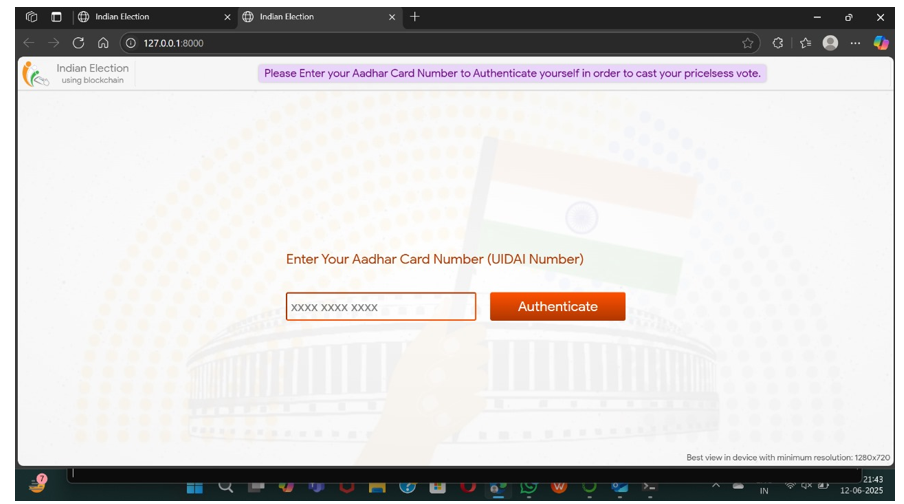 Indian Election
Indian Election
127.0.0.1:8000
Indian Election
using blockchain
Please Enter your Aadhar Card Number to Authenticate yourself in order to cast your pricelsess vote.
Enter Your Aadhar Card Number (UIDAI Number)
XXXX XXXX XXXX
Authenticate
Best view in device with minimum resolution: 1280x720
7
IN
21:43
12-06-2025